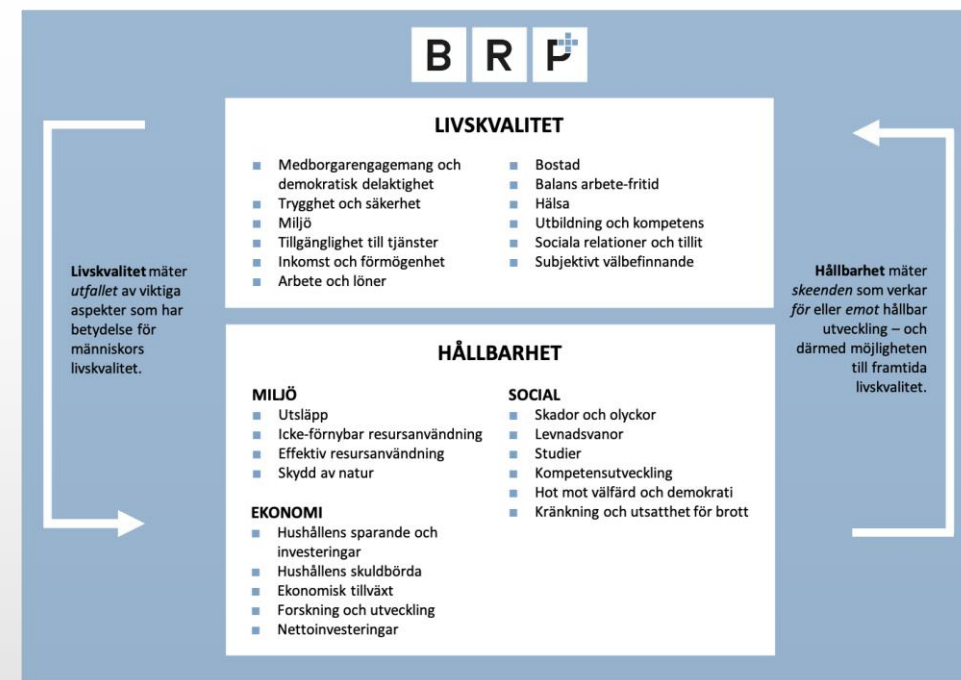 BRP+
LIVSKVALITET
Medborgarengagemang och
demokratisk delaktighet
Trygghet och säkerhet
Miljö
Tillgänglighet till tjänster
Inkomst och förmögenhet
Arbete och löner
Bostad
Balans arbete-fritid
Hälsa
Utbildning och kompetens
Sociala relationer och tillit
Subjektivt välbefinnande
Livskvalitet mäter
utfallet av viktiga
aspekter som har
betydelse för
människors
livskvalitet.
HÅLLBARHET
MILJÖ
Utsläpp
Icke-förnybar resursanvändning
Effektiv resursanvändning
Skydd av natur
EKONOMI
Hushållens sparande och
investeringar
Hushållens skuldbörda
Ekonomisk tillväxt
Forskning och utveckling
Nettoinvesteringar
SOCIAL
Skador och olyckor
Levnadsvanor
Studier
Kompetensutveckling
Hot mot välfärd och demokrati
Kränkning och utsatthet för brott
Hållbarhet mäter
skeenden som verkar
för eller emot hållbar
utveckling – och
därmed möjligheten
till framtida
livskvalitet.